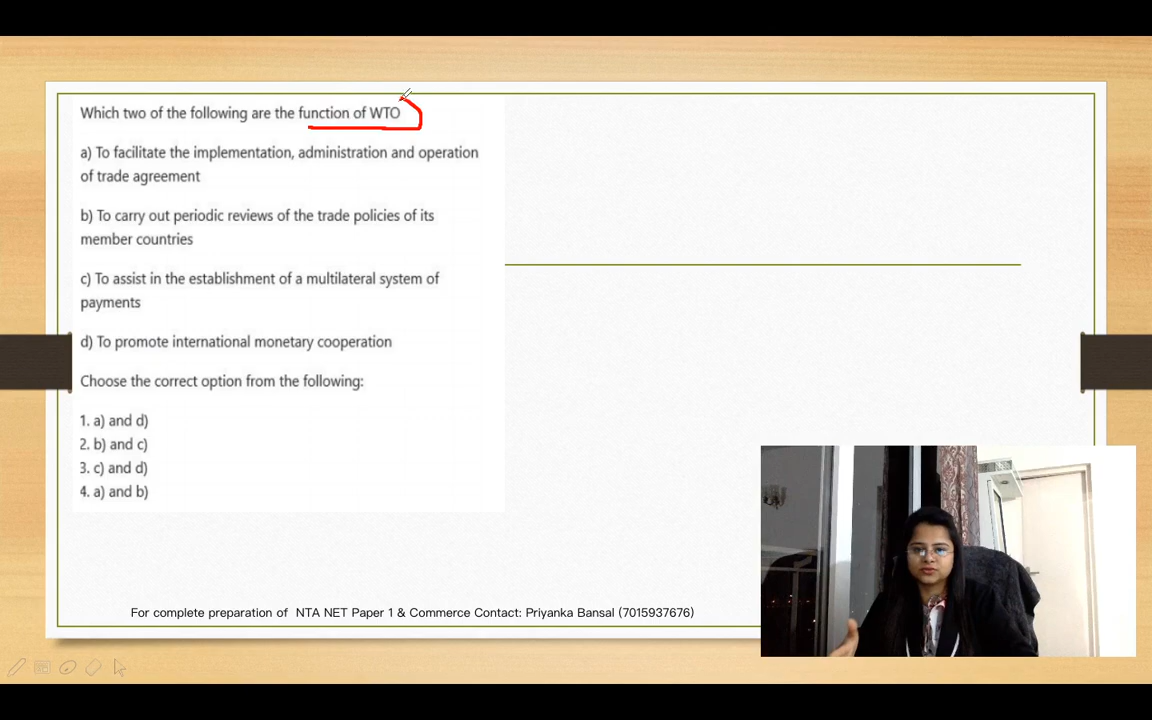 Which two of the following are the function of WTO
a) To facilitate the implementation, administration and operation
of trade agreement
b) To carry out periodic reviews of the trade policies of its
member countries
c) To assist in the establishment of a multilateral system of
payments
d) To promote international monetary cooperation
Choose the correct option from the following:
1. a) and d)
2. b) and c)
3. c) and d)
4. a) and b)
For complete preparation of NTA NET Paper 1 & Commerce Contact: Priyanka Bansal (7015937676)